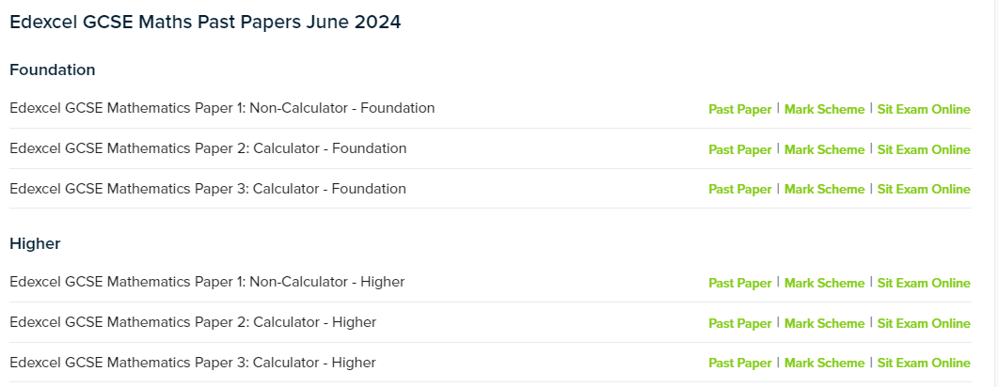 Edexcel GCSE Maths Past Papers June 2024
Foundation
Edexcel GCSE Mathematics Paper 1: Non-Calculator - Foundation Past Paper | Mark Scheme | Sit Exam Online
Edexcel GCSE Mathematics Paper 2: Calculator - Foundation Past Paper | Mark Scheme | Sit Exam Online
Edexcel GCSE Mathematics Paper 3: Calculator - Foundation Past Paper | Mark Scheme | Sit Exam Online
Higher
Edexcel GCSE Mathematics Paper 1: Non-Calculator - Higher Past Paper | Mark Scheme | Sit Exam Online
Edexcel GCSE Mathematics Paper 2: Calculator - Higher Past Paper | Mark Scheme | Sit Exam Online
Edexcel GCSE Mathematics Paper 3: Calculator - Higher Past Paper | Mark Scheme | Sit Exam Online